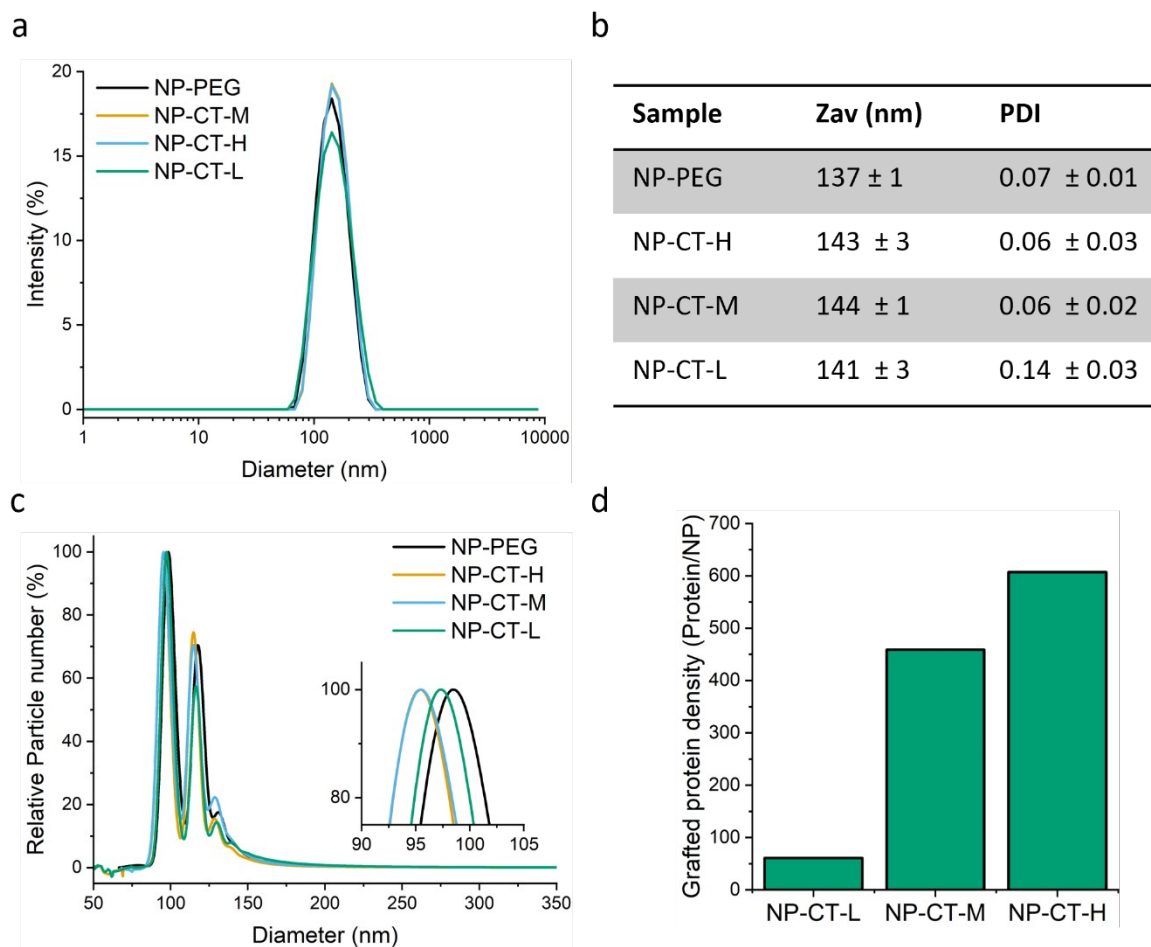 a
20
15
10
5
0
Intensity (%)
NP-PEG
NP-CT-M
NP-CT-H
NP-CT-L
1 10 100 1000 10000
Diameter (nm)
b
Sample Zav (nm) PDI
NP-PEG 137 ± 1 0.07 ± 0.01
NP-CT-H 143 ± 3 0.06 ± 0.03
NP-CT-M 144 ± 1 0.06 ± 0.02
NP-CT-L 141 ± 3 0.14 ± 0.03
c
100
80
60
40
20
0
Relative Particle number (%)
NP-PEG
NP-CT-H
NP-CT-M
NP-CT-L
100
80
90 95 100 105
50 100 150 200 250 300 350
Diameter (nm)
d
700
600
500
400
300
200
100
0
Grafted protein density (Protein/NP)
NP-CT-L NP-CT-M NP-CT-H